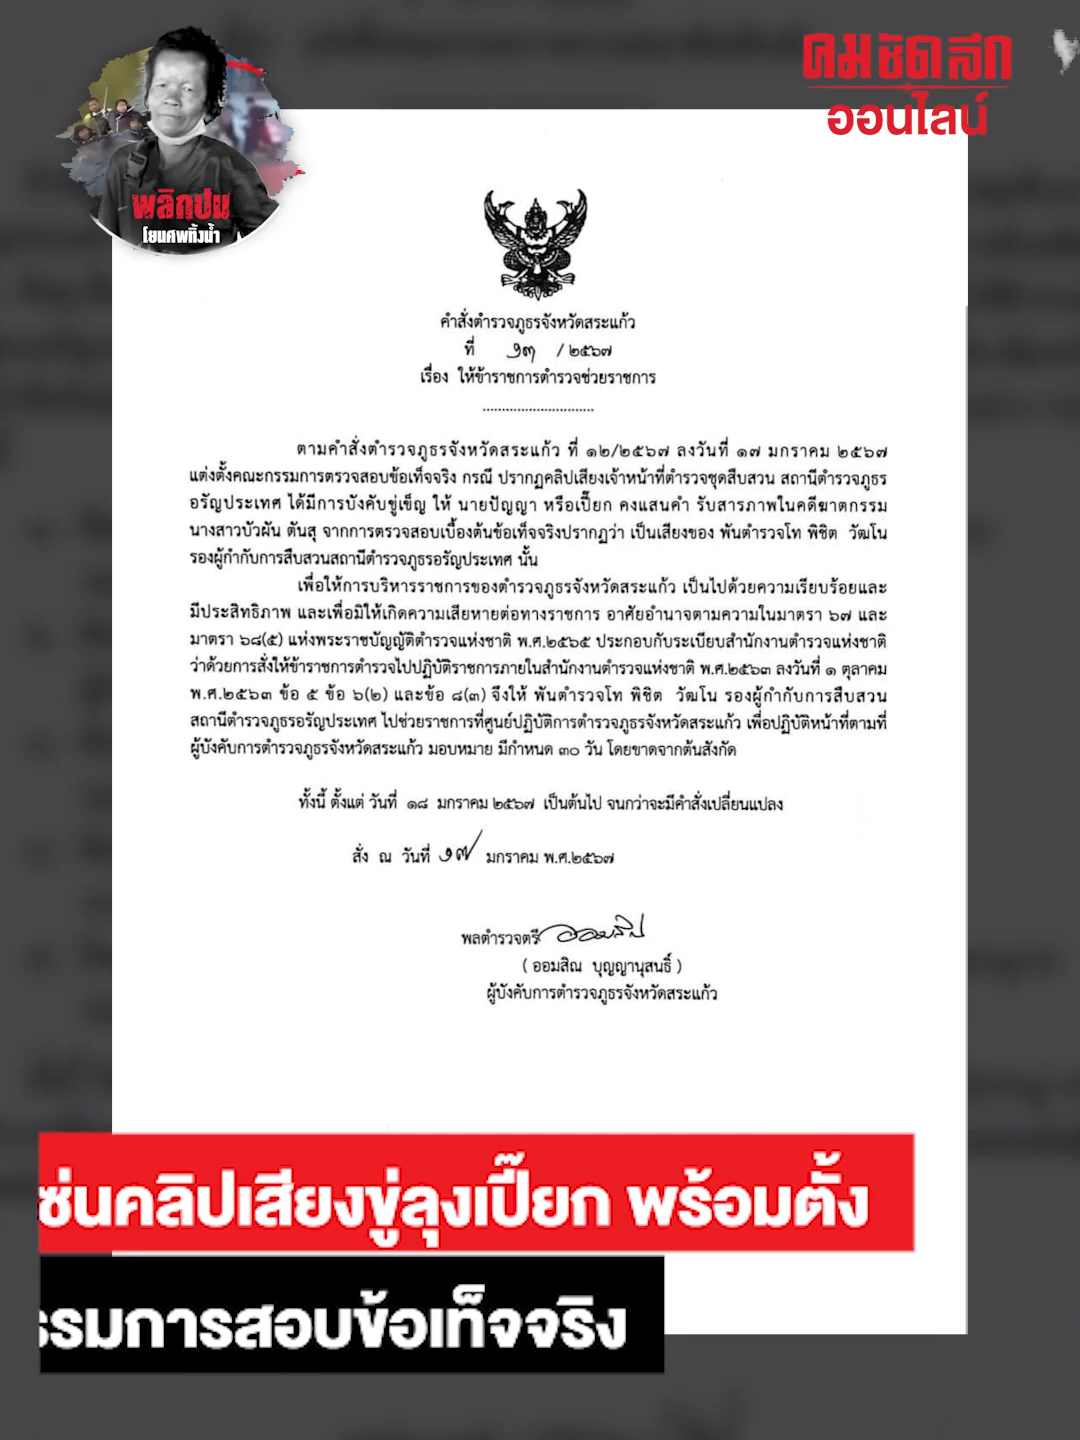 คมชัดลึก
ออนไลน์
พลิกปม
โยนศพทิ้งน้ำ
คำสั่งตำรวจภูธรจังหวัดสระแก้ว
ที่ ๑๓ / ๒๕๖๗
เรื่อง ให้ข้าราชการตำรวจช่วยราชการ
..............................
ตามคำสั่งตำรวจภูธรจังหวัดสระแก้ว ที่ ๑๒/๒๕๖๗ ลงวันที่ ๑๗ มกราคม ๒๕๖๗
แต่งตั้งคณะกรรมการตรวจสอบข้อเท็จจริง กรณี ปรากฏคลิปเสียงเจ้าหน้าที่ตำรวจชุดสืบสวน สถานีตำรวจภูธร
อรัญประเทศ ได้มีการบังคับขู่เข็ญ ให้ นายปัญญา หรือเปี๊ยก คงแสนคำ รับสารภาพในคดีฆาตกรรม
นางสาวบัวผัน ตันสุ จากการตรวจสอบเบื้องต้นข้อเท็จจริงปรากฏว่า เป็นเสียงของ พันตำรวจโท พิชิต วัฒโน
รองผู้กำกับการสืบสวนสถานีตำรวจภูธรอรัญประเทศ นั้น
เพื่อให้การบริหารราชการของตำรวจภูธรจังหวัดสระแก้ว เป็นไปด้วยความเรียบร้อยและ
มีประสิทธิภาพ และเพื่อมิให้เกิดความเสียหายต่อทางราชการ อาศัยอำนาจตามความในมาตรา ๖๗ และ
มาตรา ๖๘(๕) แห่งพระราชบัญญัติตำรวจแห่งชาติ พ.ศ.๒๕๖๕ ประกอบกับระเบียบสำนักงานตำรวจแห่งชาติ
ว่าด้วยการสั่งให้ข้าราชการตำรวจไปปฏิบัติราชการภายในสำนักงานตำรวจแห่งชาติ พ.ศ.๒๕๖๓ ลงวันที่ ๑ ตุลาคม
พ.ศ.๒๕๖๓ ข้อ ๕ ข้อ ๖(๒) และข้อ ๘(๓) จึงให้ พันตำรวจโท พิชิต วัฒโน รองผู้กำกับการสืบสวน
สถานีตำรวจภูธรอรัญประเทศ ไปช่วยราชการที่ศูนย์ปฏิบัติการตำรวจภูธรจังหวัดสระแก้ว เพื่อปฏิบัติหน้าที่ตามที่
ผู้บังคับการตำรวจภูธรจังหวัดสระแก้ว มอบหมาย มีกำหนด ๓๐ วัน โดยขาดจากต้นสังกัด
ทั้งนี้ ตั้งแต่ วันที่ ๑๘ มกราคม ๒๕๖๗ เป็นต้นไป จนกว่าจะมีคำสั่งเปลี่ยนแปลง
สั่ง ณ วันที่ ๑๗ มกราคม พ.ศ.๒๕๖๗
พลตำรวจตรี ออมสิน
( ออมสิณ บุญญานุสนธิ์ )
ผู้บังคับการตำรวจภูธรจังหวัดสระแก้ว
ซ่นคลิปเสียงขู่ลุงเปี๊ยก พร้อมตั้ง
รรมการสอบข้อเท็จจริง